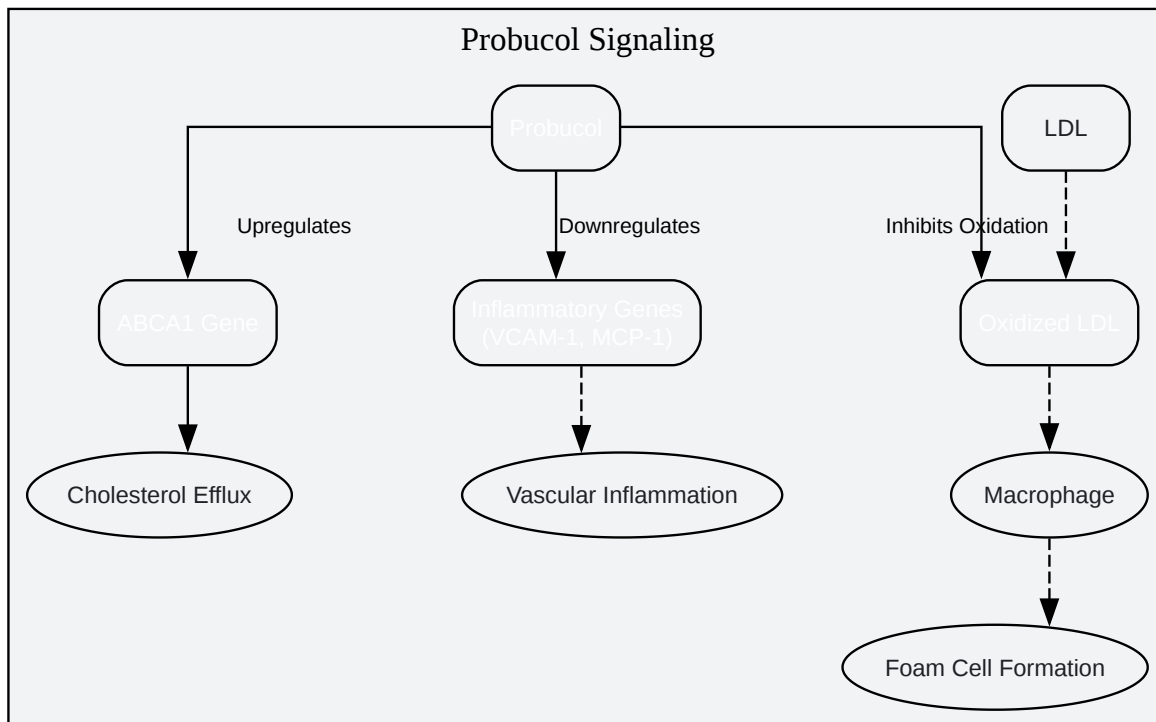 Probucol Signaling
Probucol
LDL
Upregulates
Downregulates
Inhibits Oxidation
ABCA1 Gene
Inflammatory Genes
(VCAM-1, MCP-1)
Oxidized LDL
Cholesterol Efflux
Vascular Inflammation
Macrophage
Foam Cell Formation